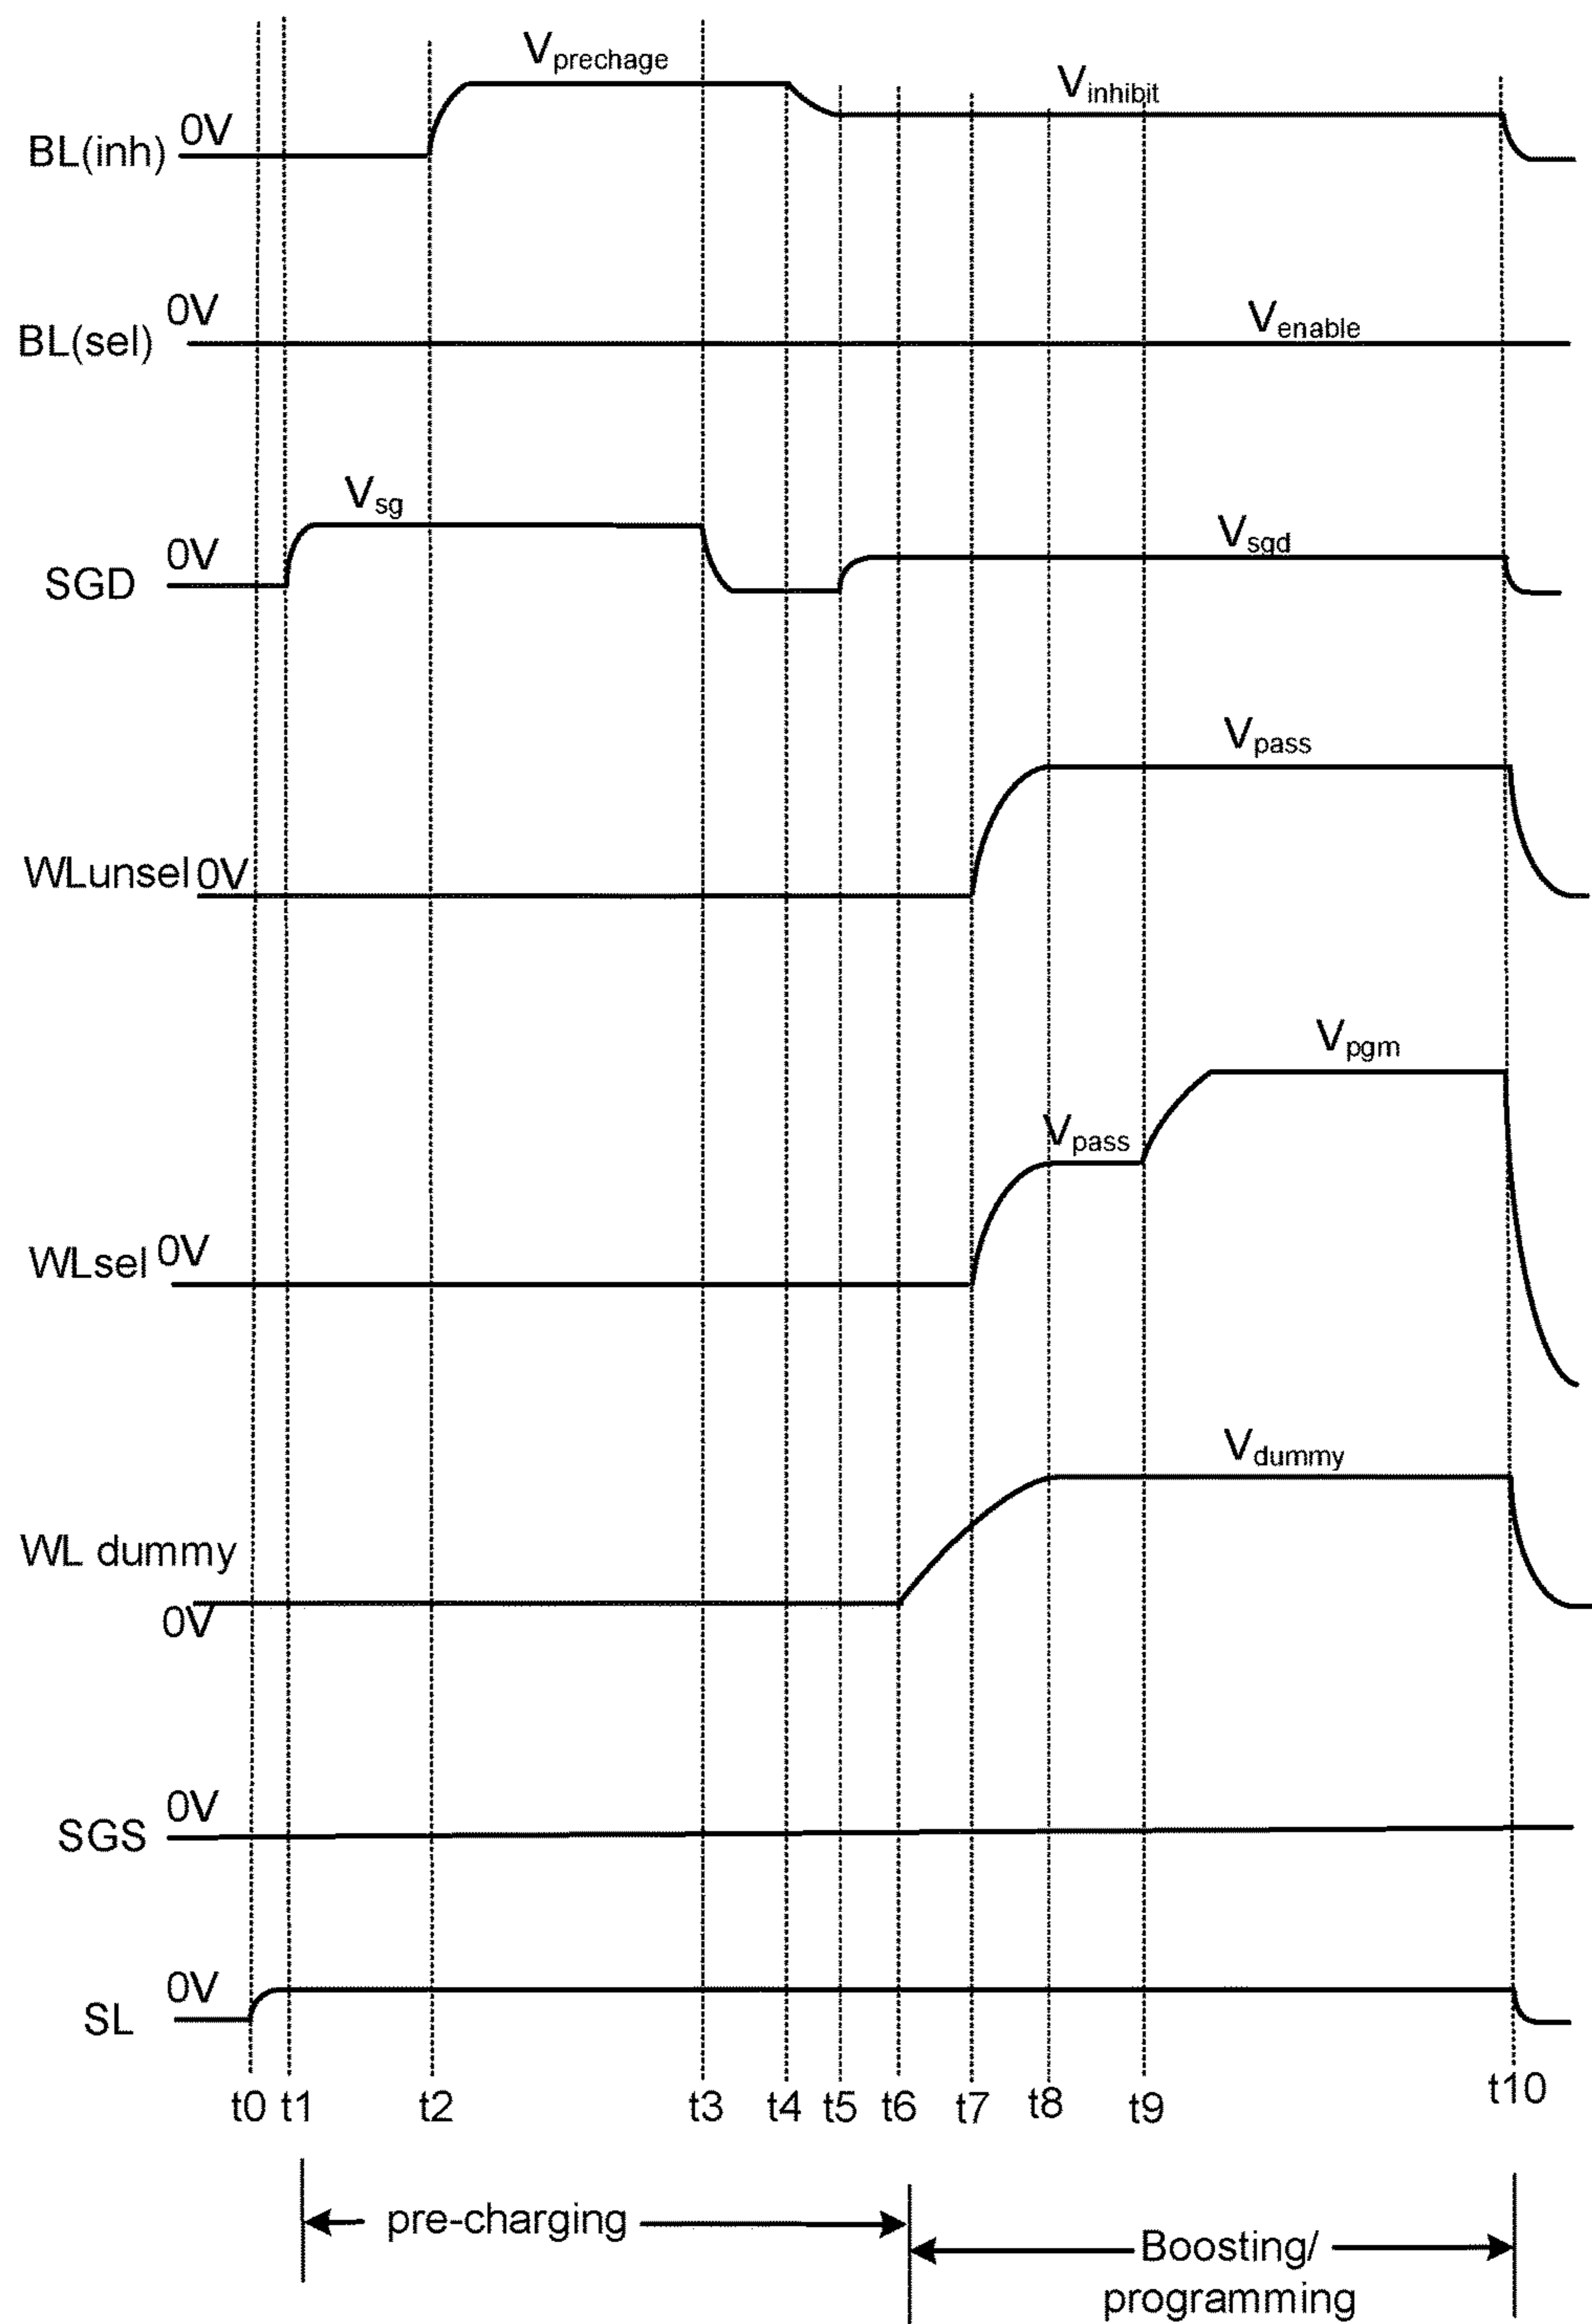 Vprechage
Vinhibit
0V
BL(inh)
0V
BL(sel)
Venable
Vsg
0V
SGD
Vsgd
Vpass
WLunsel 0V
Vpgm
Vpass
WLsel 0V
Vdummy
WL dummy
0V
0V
SGS
0V
SL
t0 t1 t2 t3 t4 t5 t6 t7 t8 t9 t10
pre-charging
Boosting/
programming